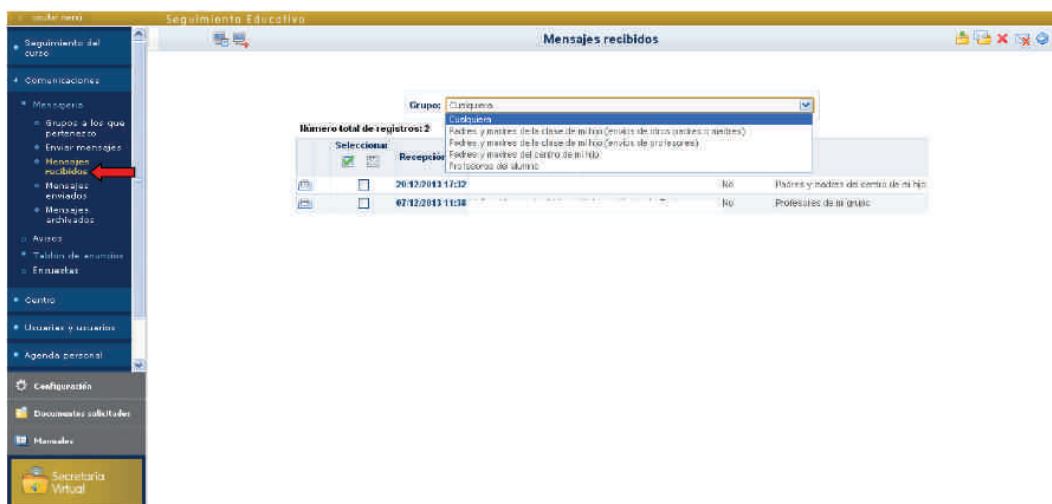 ocultar menú
Seguimiento Educativo
Seguimiento del
curso
Comunicaciones
Mensajería
Grupos a los que
pertenezco
Enviar mensajes
Mensajes
recibidos
Mensajes
enviados
Mensajes
archivados
Avisos
Tablón de anuncios
Encuestas
Centro
Usuarias y usuarios
Agenda personal
Configuración
Documentos solicitados
Manuales
Secretaría
Virtual
Mensajes recibidos
Grupo: Cualquiera
Cualquiera
Padres y madres de la clase de mi hijo (envíos de otros padres o madres)
Padres y madres de la clase de mi hijo (envíos de profesores)
Padres y madres del centro de mi hijo
Profesores del alumno
Número total de registros: 2
Seleccionar
Recepción
20/12/2013 17:32 No Padres y madres del centro de mi hijo
07/12/2013 11:38 No Profesores de mi grupo